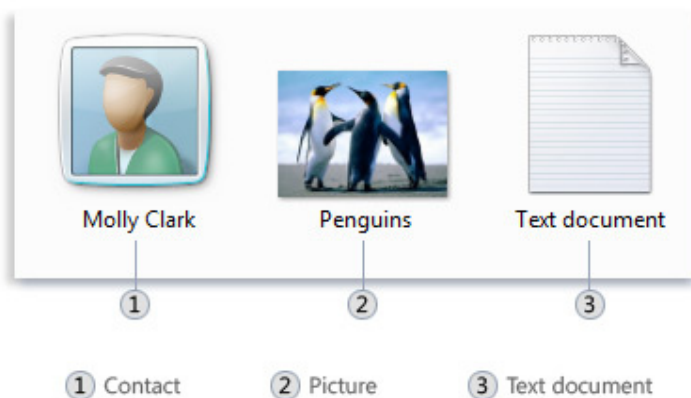 Molly Clark Penguins Text document
1 2 3
1 Contact 2 Picture 3 Text document